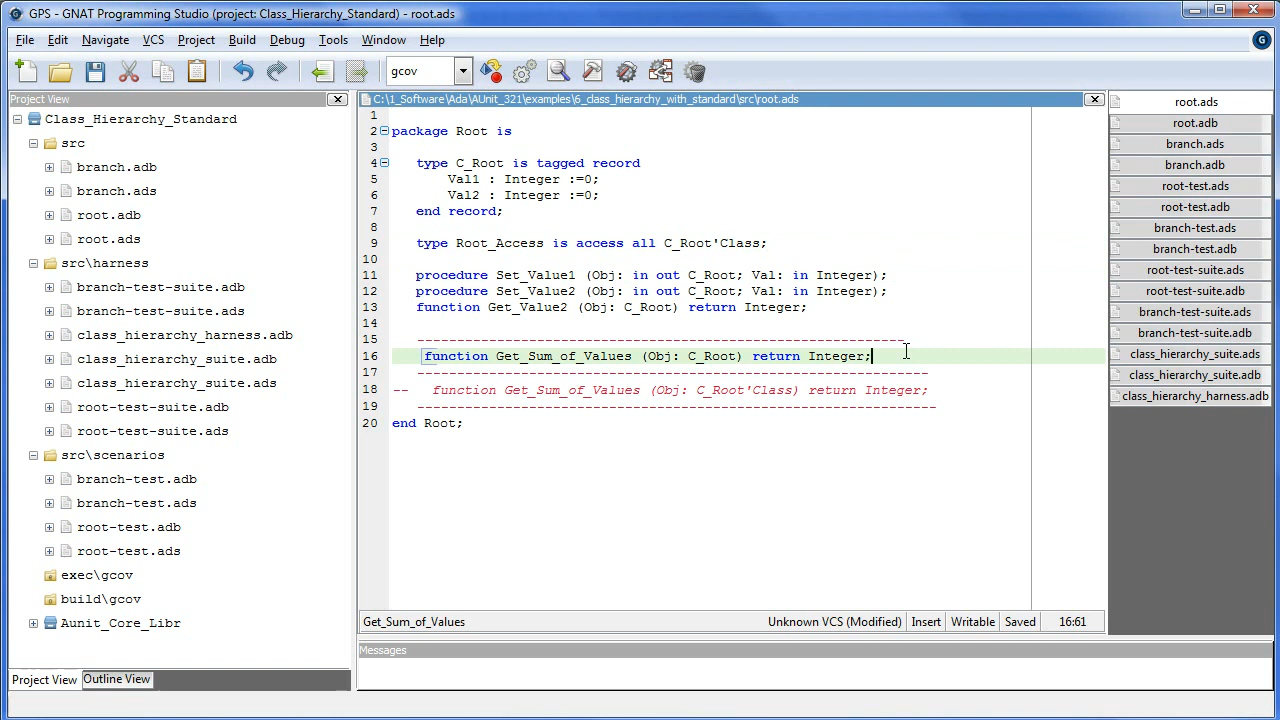 GPS - GNAT Programming Studio (project: Class_Hierarchy_Standard) - root.ads
File Edit Navigate VCS Project Build Debug Tools Window Help
gcov
Project View
Class_Hierarchy_Standard
src
branch.adb
branch.ads
root.adb
root.ads
src\harness
branch-test-suite.adb
branch-test-suite.ads
class_hierarchy_harness.adb
class_hierarchy_suite.adb
class_hierarchy_suite.ads
root-test-suite.adb
root-test-suite.ads
src\scenarios
branch-test.adb
branch-test.ads
root-test.adb
root-test.ads
exec\gcov
build\gcov
Aunit_Core_Libr
Project View Outline View
C:\1_Software\Ada\AUnit_321\examples\6_class_hierarchy_with_standard\src\root.ads
1
2 package Root is
3
4 type C_Root is tagged record
5 Val1 : Integer :=0;
6 Val2 : Integer :=0;
7 end record;
8
9 type Root_Access is access all C_Root'Class;
10
11 procedure Set_Value1 (Obj: in out C_Root; Val: in Integer);
12 procedure Set_Value2 (Obj: in out C_Root; Val: in Integer);
13 function Get_Value2 (Obj: C_Root) return Integer;
14
15 -------------------------------------------------------------
16 function Get_Sum_of_Values (Obj: C_Root) return Integer;
17 ----------------------------------------------------------------
18 -- function Get_Sum_of_Values (Obj: C_Root'Class) return Integer;
19 -----------------------------------------------------------------
20 end Root;
Get_Sum_of_Values Unknown VCS (Modified) Insert Writable Saved 16:61
Messages
root.ads
root.adb
branch.ads
branch.adb
root-test.ads
root-test.adb
branch-test.ads
branch-test.adb
root-test-suite.ads
root-test-suite.adb
branch-test-suite.ads
branch-test-suite.adb
class_hierarchy_suite.ads
class_hierarchy_suite.adb
class_hierarchy_harness.adb